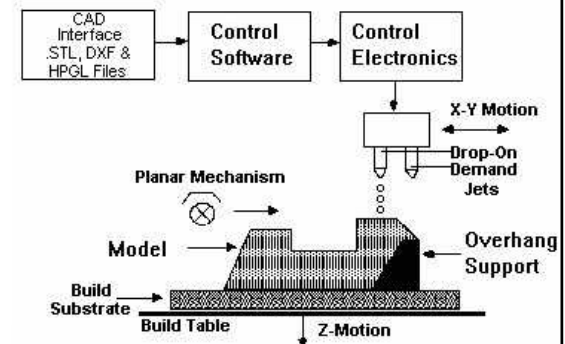 CAD
Interface
.STL, DXF &
HPGL Files
Control
Software
Control
Electronics
X-Y Motion
Drop-On
Demand
Jets
Planar Mechanism
Model
Overhang
Support
Build
Substrate
Build Table
Z-Motion